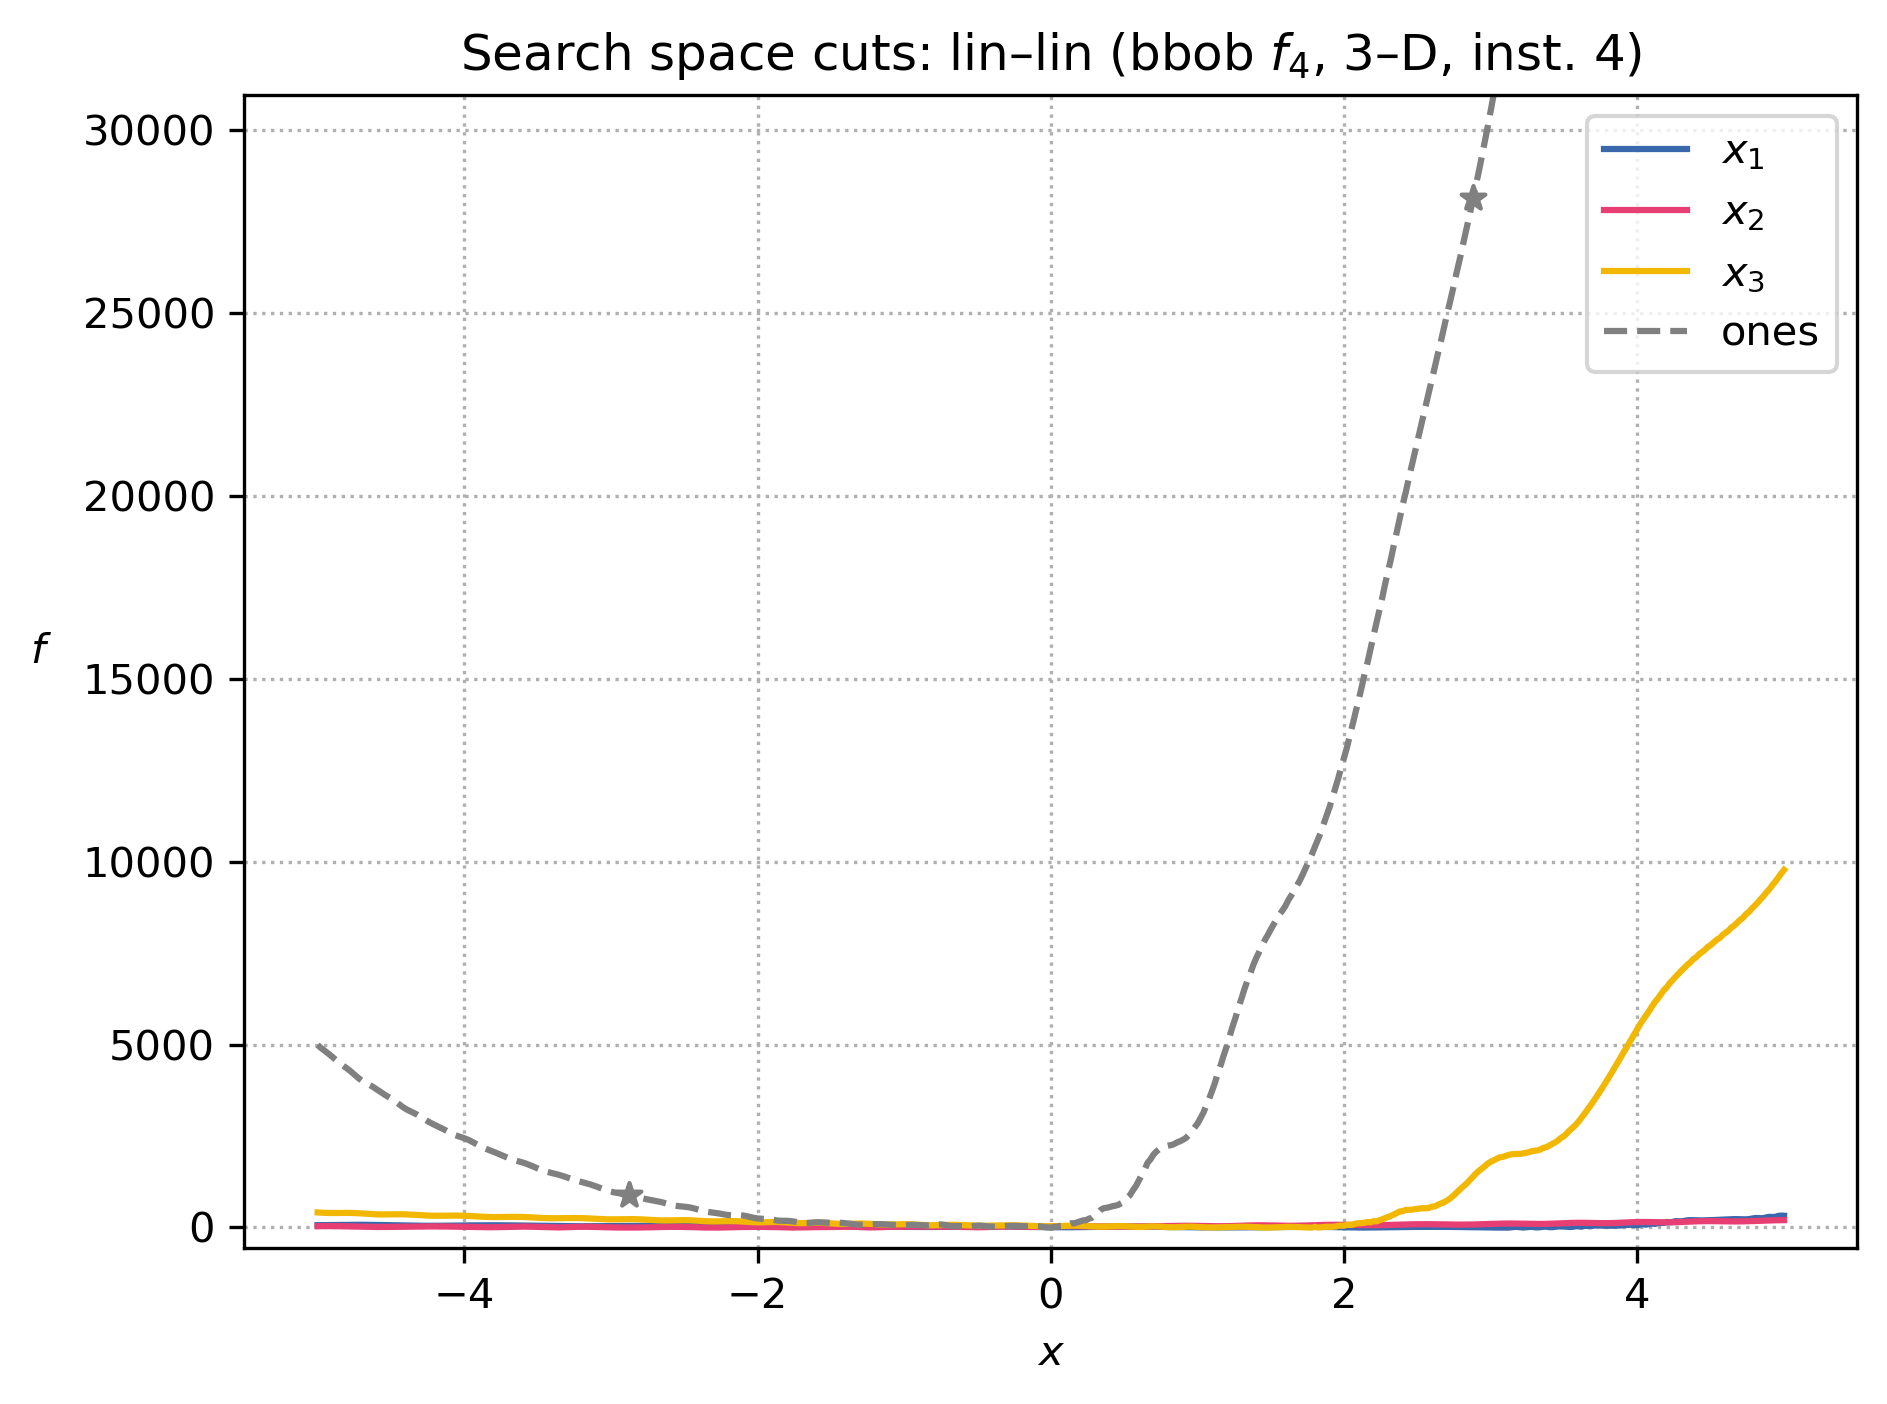 Search space cuts: lin–lin (bbob f₄, 3–D, inst. 4)
30000
25000
20000
15000
10000
5000
0
f
−4
−2
0
2
4
x
x₁
x₂
x₃
ones